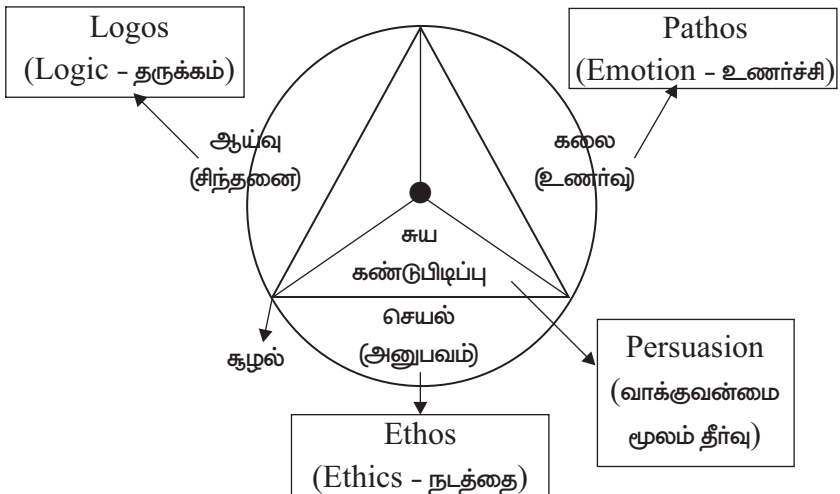 Logos
(Logic - தருக்கம்)
Pathos
(Emotion - உணர்ச்சி)
ஆய்வு
(சிந்தனை)
கலை
(உணர்வு)
சுய
கண்டுபிடிப்பு
செயல்
(அனுபவம்)
சூழல்
Persuasion
(வாக்குவன்மை
மூலம் தீர்வு)
Ethos
(Ethics - நடத்தை)